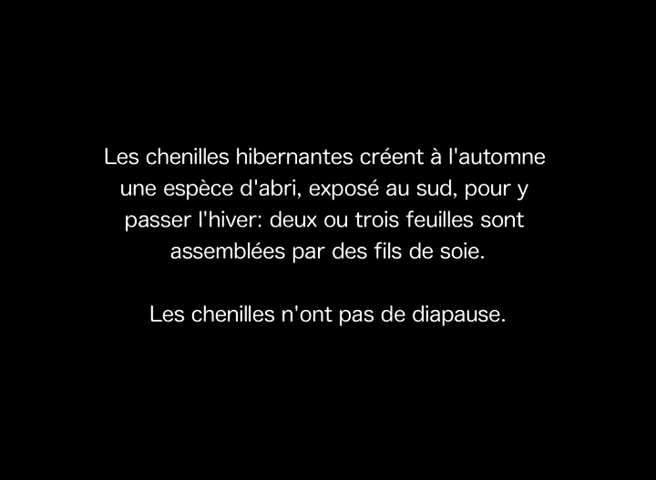 Les chenilles hibernantes créent à l'automne
une espèce d'abri, exposé au sud, pour y
passer l'hiver: deux ou trois feuilles sont
assemblées par des fils de soie.
Les chenilles n'ont pas de diapause.